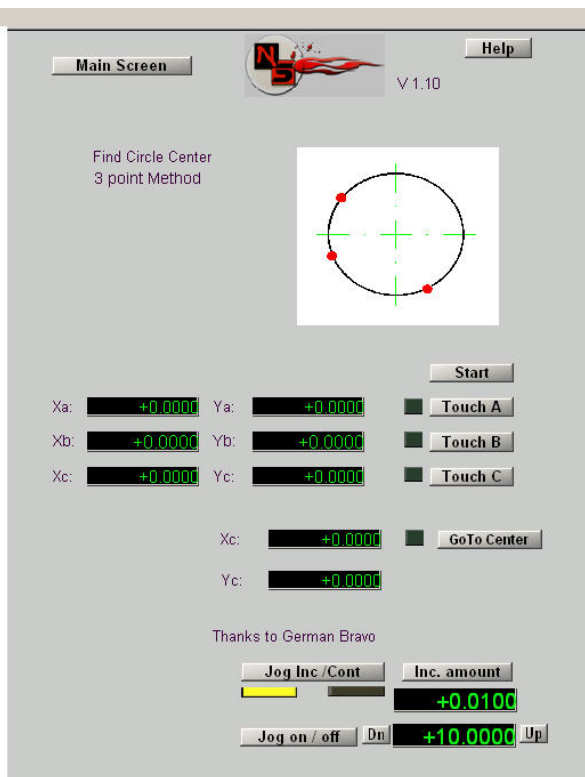 Main Screen
NS
Help
V 1.10
Find Circle Center
3 point Method
Start
Xa: +0.0000 Ya: +0.0000 Touch A
Xb: +0.0000 Yb: +0.0000 Touch B
Xc: +0.0000 Yc: +0.0000 Touch C
Xc: +0.0000 GoTo Center
Yc: +0.0000
Thanks to German Bravo
Jog Inc /Cont Inc. amount
+0.0100
Jog on / off Dn +10.0000 Up